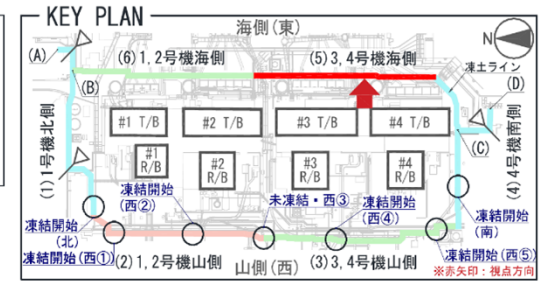 KEY PLAN
海側(東)
N
(A)
(6)1,2号機海側
(5)3,4号機海側
凍土ライン
(B)
(D)
#1 T/B
#2 T/B
#3 T/B
#4 T/B
(C)
(1)1号機北側
#1
R/B
#2
R/B
#3
R/B
#4
R/B
(4)4号機南側
凍結開始
(西②)
未凍結・西③
凍結開始
(西④)
凍結開始
(北)
凍結開始
(南)
凍結開始(西①)
(2)1,2号機山側
山側(西)
(3)3,4号機山側
凍結開始(西⑤)
※赤矢印：視点方向